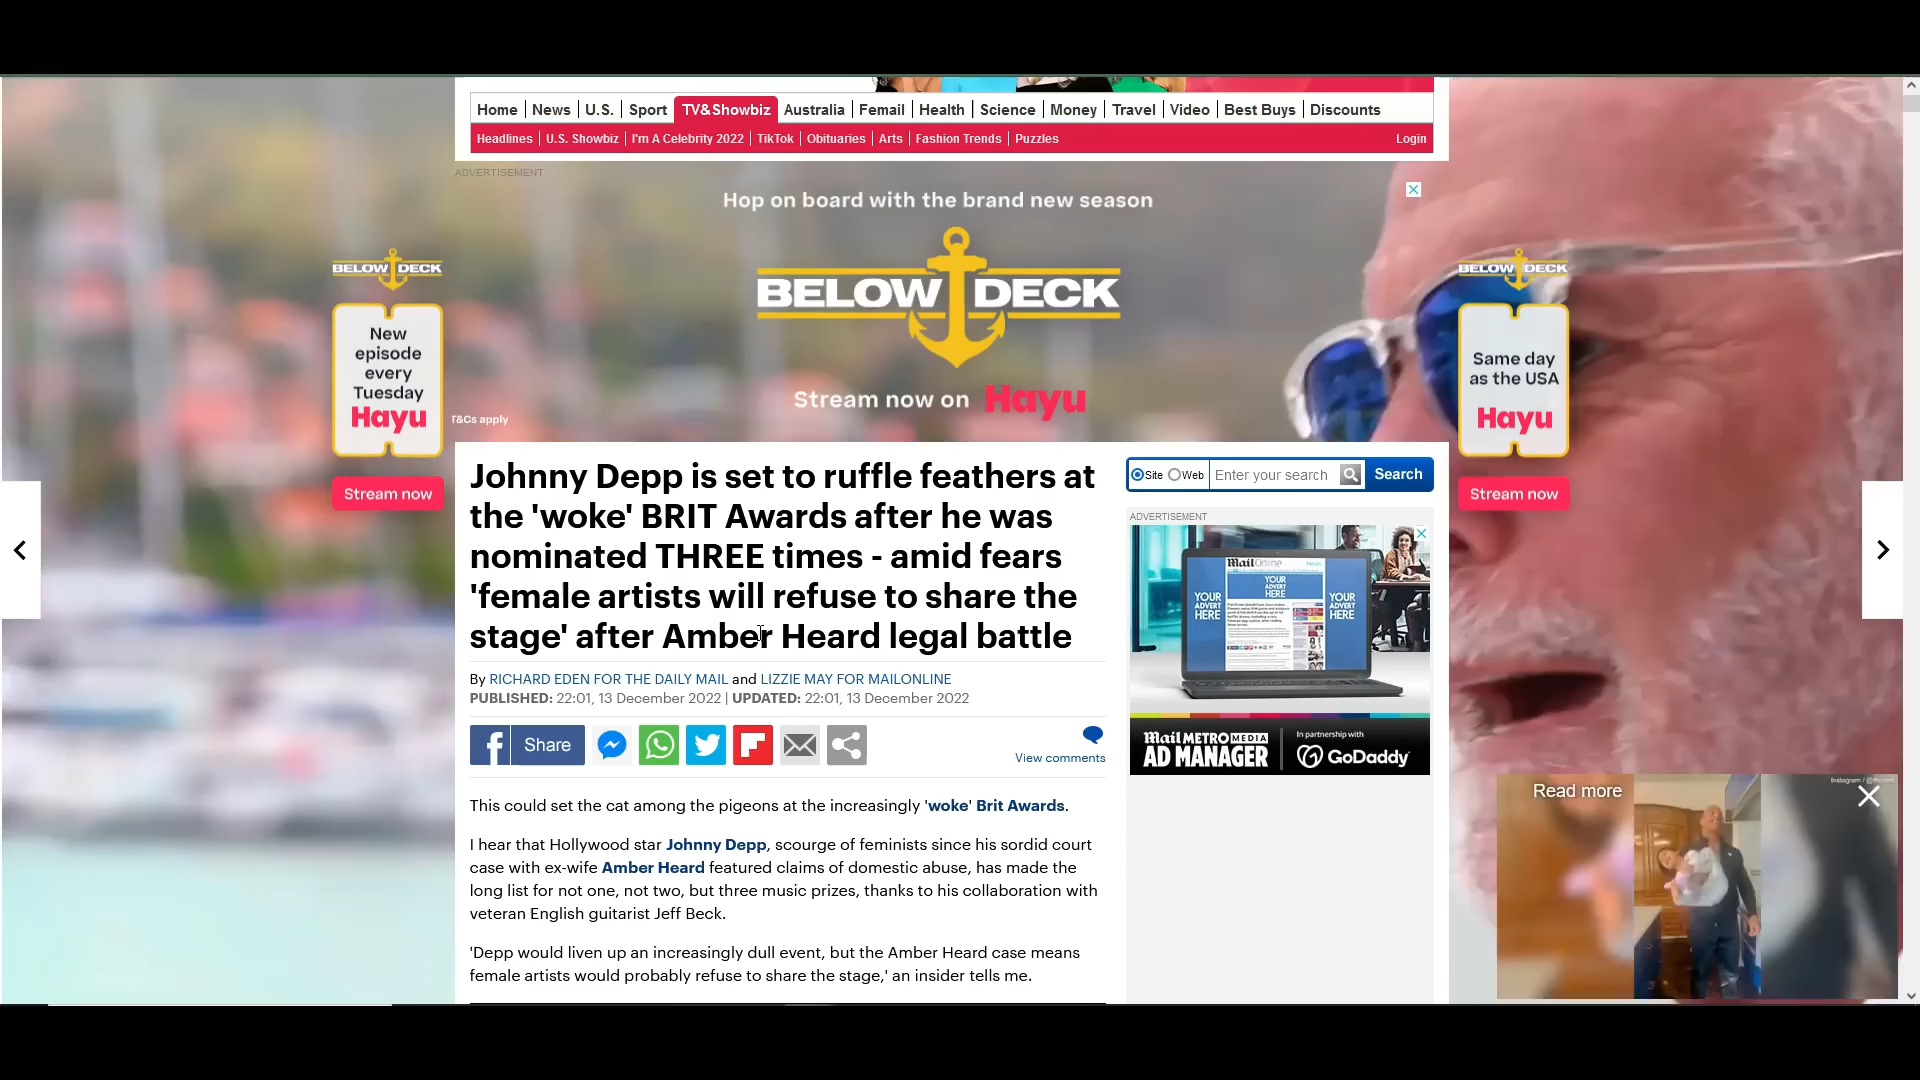 Home News U.S. Sport TV&Showbiz Australia Femail Health Science Money Travel Video Best Buys Discounts
Headlines U.S. Showbiz I'm A Celebrity 2022 TikTok Obituaries Arts Fashion Trends Puzzles Login
ADVERTISEMENT
Hop on board with the brand new season
BELOW DECK
Stream now on Hayu
BELOW DECK
New
episode
every
Tuesday
Hayu
Stream now
T&Cs apply
BELOW DECK
Same day
as the USA
Hayu
Stream now
Johnny Depp is set to ruffle feathers at
the 'woke' BRIT Awards after he was
nominated THREE times - amid fears
'female artists will refuse to share the
stage' after Amber Heard legal battle
By RICHARD EDEN FOR THE DAILY MAIL and LIZZIE MAY FOR MAILONLINE
PUBLISHED: 22:01, 13 December 2022 | UPDATED: 22:01, 13 December 2022
Share
View comments
This could set the cat among the pigeons at the increasingly 'woke' Brit Awards.
I hear that Hollywood star Johnny Depp, scourge of feminists since his sordid court
case with ex-wife Amber Heard featured claims of domestic abuse, has made the
long list for not one, not two, but three music prizes, thanks to his collaboration with
veteran English guitarist Jeff Beck.
'Depp would liven up an increasingly dull event, but the Amber Heard case means
female artists would probably refuse to share the stage,' an insider tells me.
Site Web Enter your search Search
ADVERTISEMENT
Mail Online
YOUR
ADVERT
HERE
YOUR
ADVERT
HERE
YOUR
ADVERT
HERE
Mail METRO MEDIA
AD MANAGER
In partnership with
GoDaddy
Read more